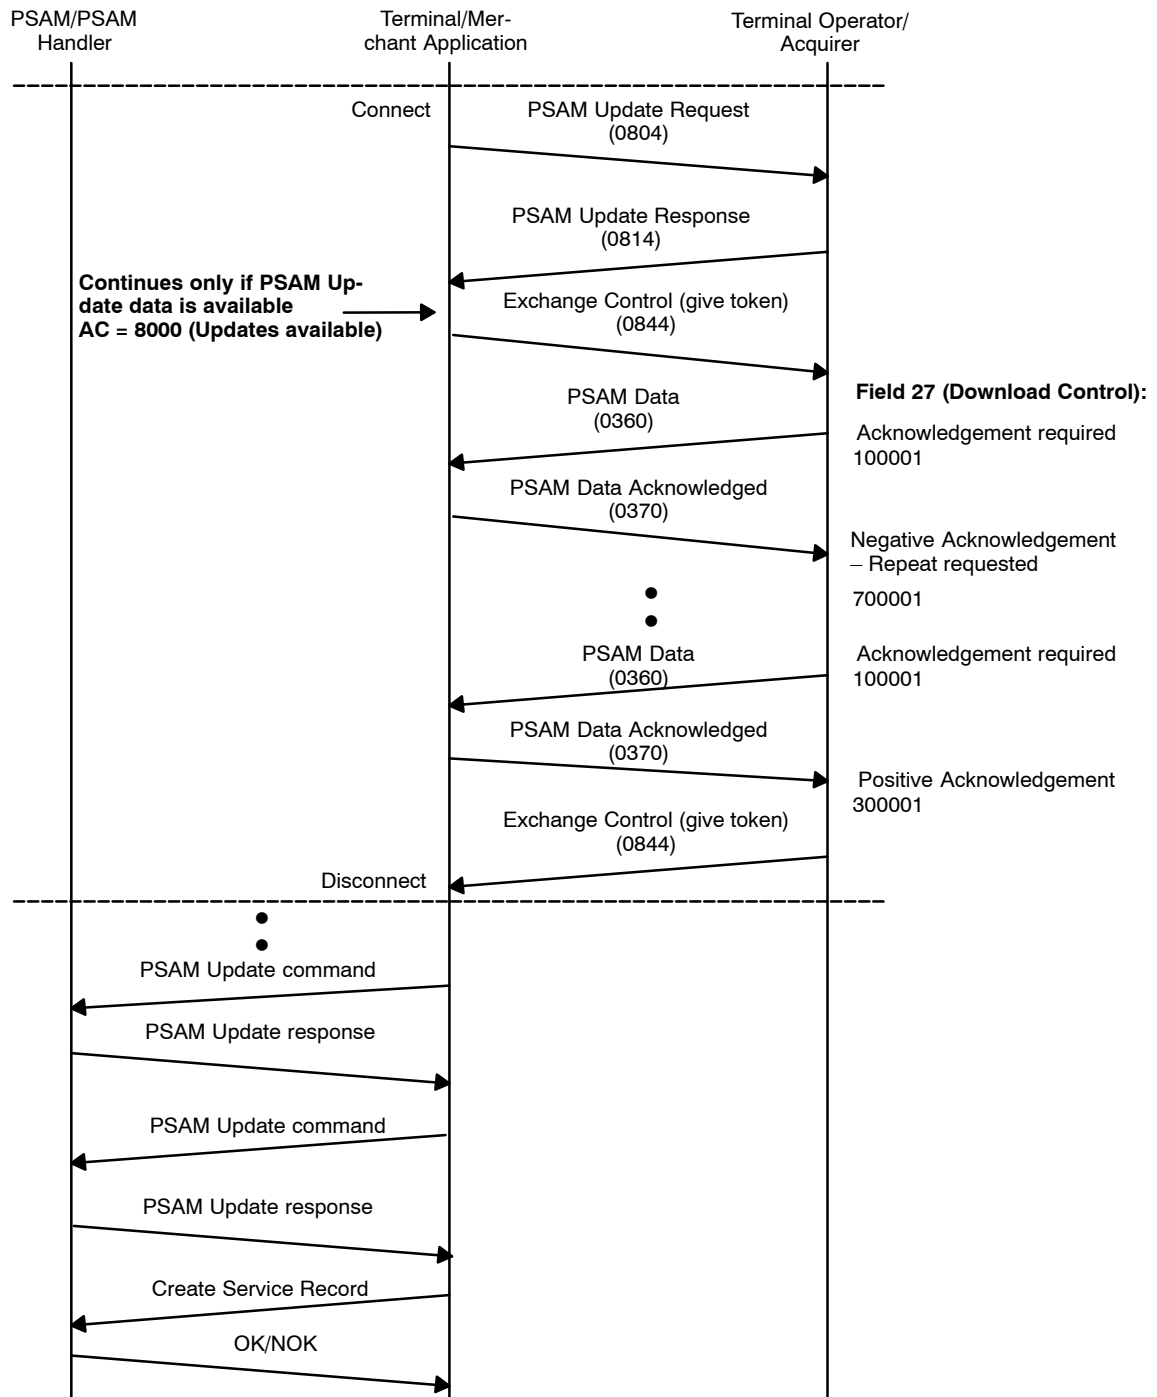 PSAM/PSAM
Handler
Terminal/Mer-
chant Application
Terminal Operator/
Acquirer
Connect
PSAM Update Request
(0804)
PSAM Update Response
(0814)
Continues only if PSAM Up-
date data is available
AC = 8000 (Updates available)
Exchange Control (give token)
(0844)
Field 27 (Download Control):
PSAM Data
(0360)
Acknowledgement required
100001
PSAM Data Acknowledged
(0370)
Negative Acknowledgement
– Repeat requested
700001
PSAM Data
(0360)
Acknowledgement required
100001
PSAM Data Acknowledged
(0370)
Positive Acknowledgement
300001
Exchange Control (give token)
(0844)
Disconnect
PSAM Update command
PSAM Update response
PSAM Update command
PSAM Update response
Create Service Record
OK/NOK